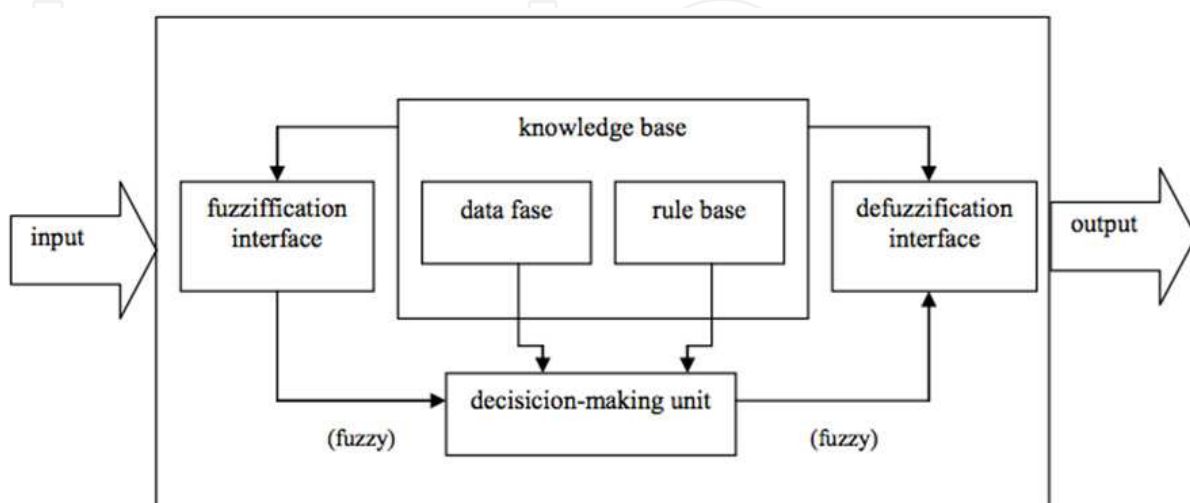 knowledge base
fuzziffication
interface
data fase
rule base
defuzzification
interface
input
output
decisicion-making unit
(fuzzy)
(fuzzy)